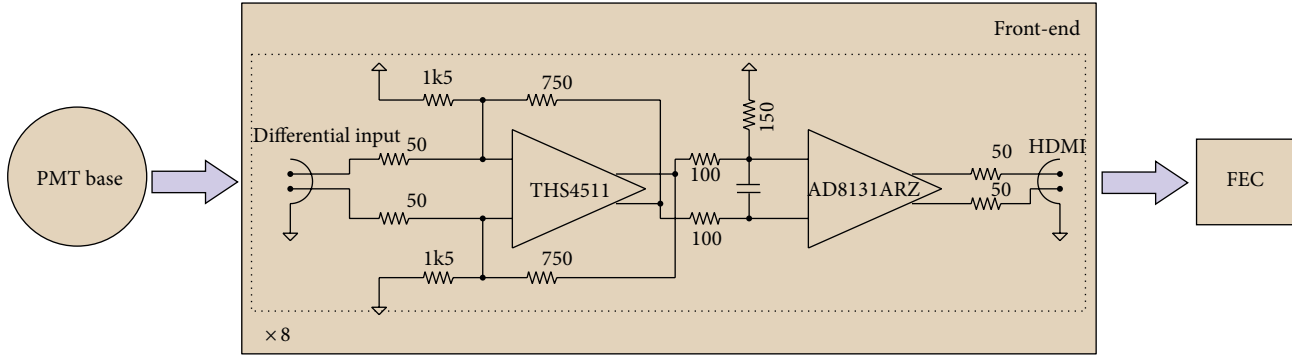 Front-end
1k5
750
150
Differential input
50
100
50
HDMI
PMT base
THS4511
AD8131ARZ
FEC
50
50
100
1k5
750
× 8